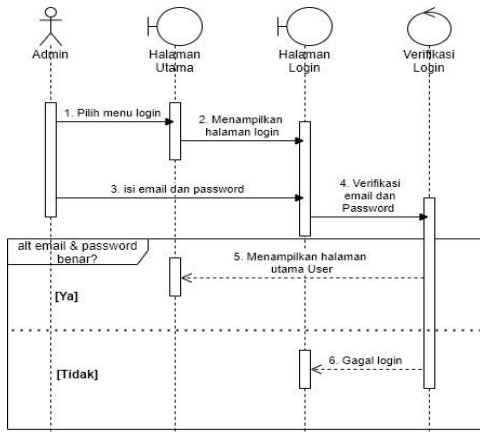 Admin
Halaman
Utama
Halaman
Login
Verifikasi
Login
1. Pilih menu login
2. Menampilkan
halaman login
3. isi email dan password
4. Verifikasi
email dan
Password
alt email & password
benar?
5. Menampilkan halaman
utama User
[Ya]
6. Gagal login
[Tidak]